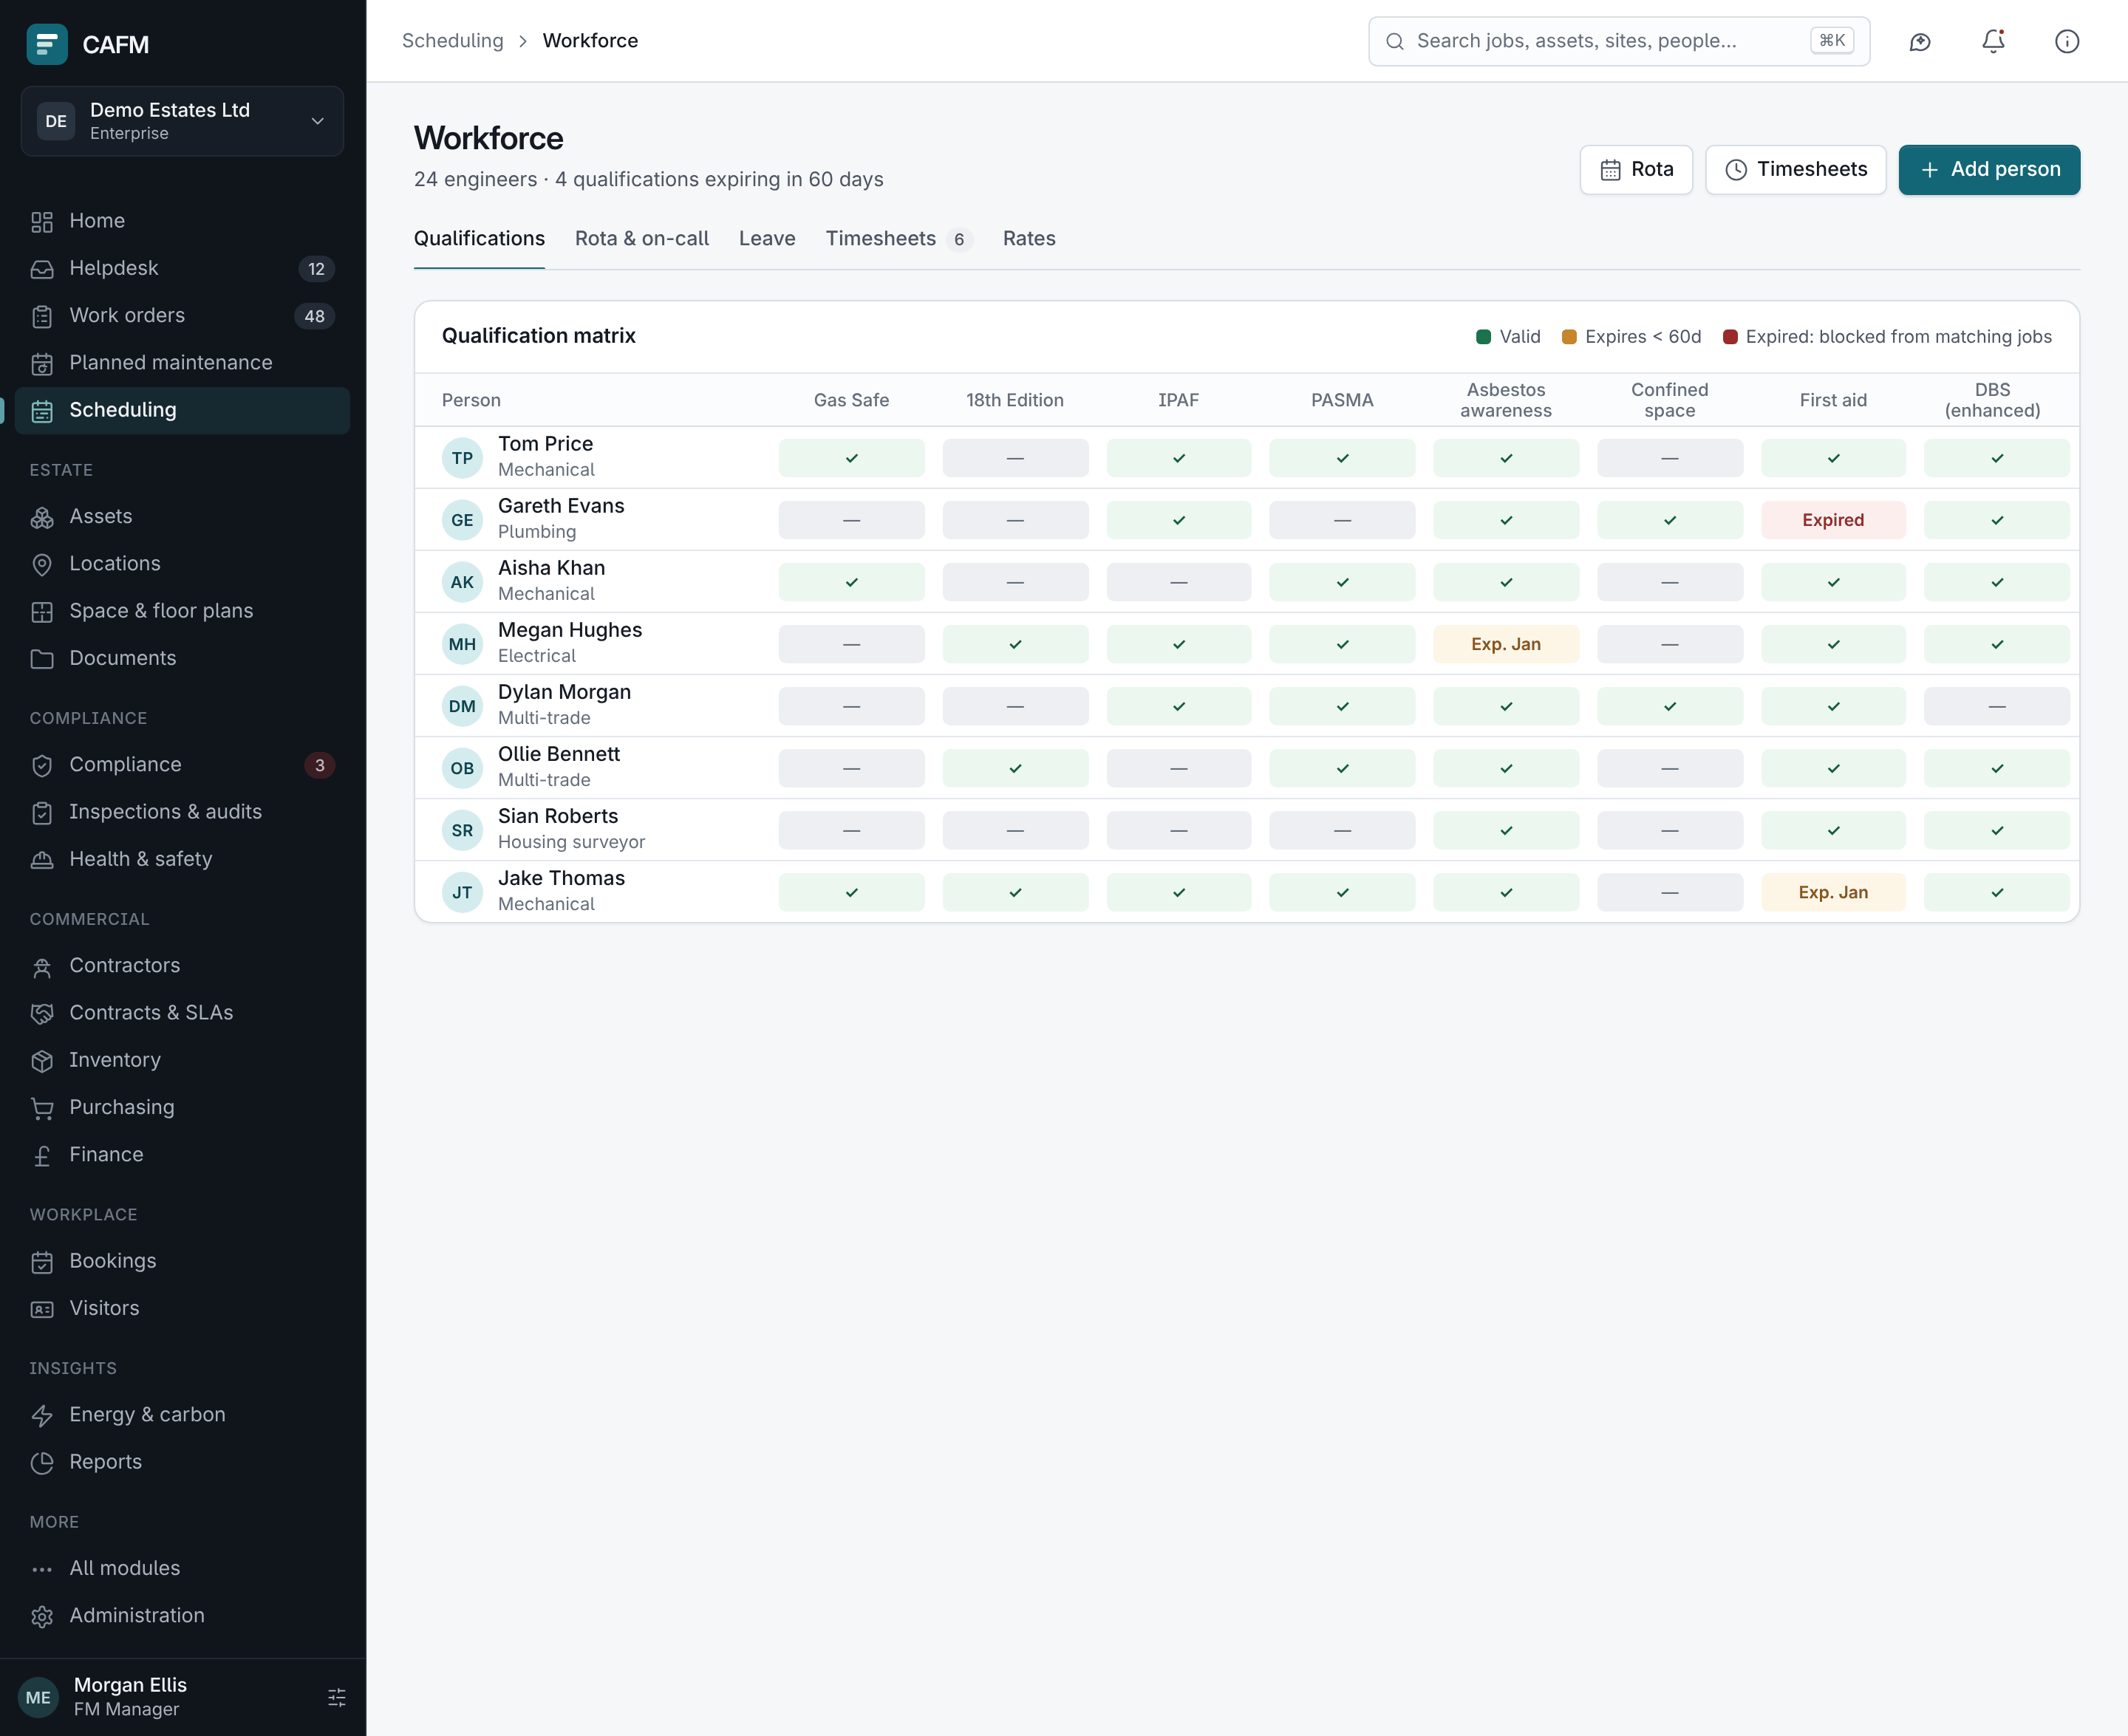 CAFM
DE
Demo Estates Ltd
Enterprise
Home
Helpdesk 12
Work orders 48
Planned maintenance
Scheduling
ESTATE
Assets
Locations
Space & floor plans
Documents
COMPLIANCE
Compliance 3
Inspections & audits
Health & safety
COMMERCIAL
Contractors
Contracts & SLAs
Inventory
Purchasing
Finance
WORKPLACE
Bookings
Visitors
INSIGHTS
Energy & carbon
Reports
MORE
All modules
Administration
ME
Morgan Ellis
FM Manager
Scheduling > Workforce
Search jobs, assets, sites, people... ⌘K
Workforce
24 engineers · 4 qualifications expiring in 60 days
Rota Timesheets + Add person
Qualifications Rota & on-call Leave Timesheets 6 Rates
Qualification matrix
Valid Expires < 60d Expired: blocked from matching jobs
Person Gas Safe 18th Edition IPAF PASMA Asbestos awareness Confined space First aid DBS (enhanced)
TP Tom Price
Mechanical
✓ — ✓ ✓ ✓ — ✓ ✓
GE Gareth Evans
Plumbing
— — ✓ — ✓ ✓ Expired ✓
AK Aisha Khan
Mechanical
✓ — — ✓ ✓ — ✓ ✓
MH Megan Hughes
Electrical
— ✓ ✓ ✓ Exp. Jan — ✓ ✓
DM Dylan Morgan
Multi-trade
— — ✓ ✓ ✓ ✓ ✓ —
OB Ollie Bennett
Multi-trade
— ✓ — ✓ ✓ — ✓ ✓
SR Sian Roberts
Housing surveyor
— — — — ✓ — ✓ ✓
JT Jake Thomas
Mechanical
✓ ✓ ✓ ✓ ✓ — Exp. Jan ✓